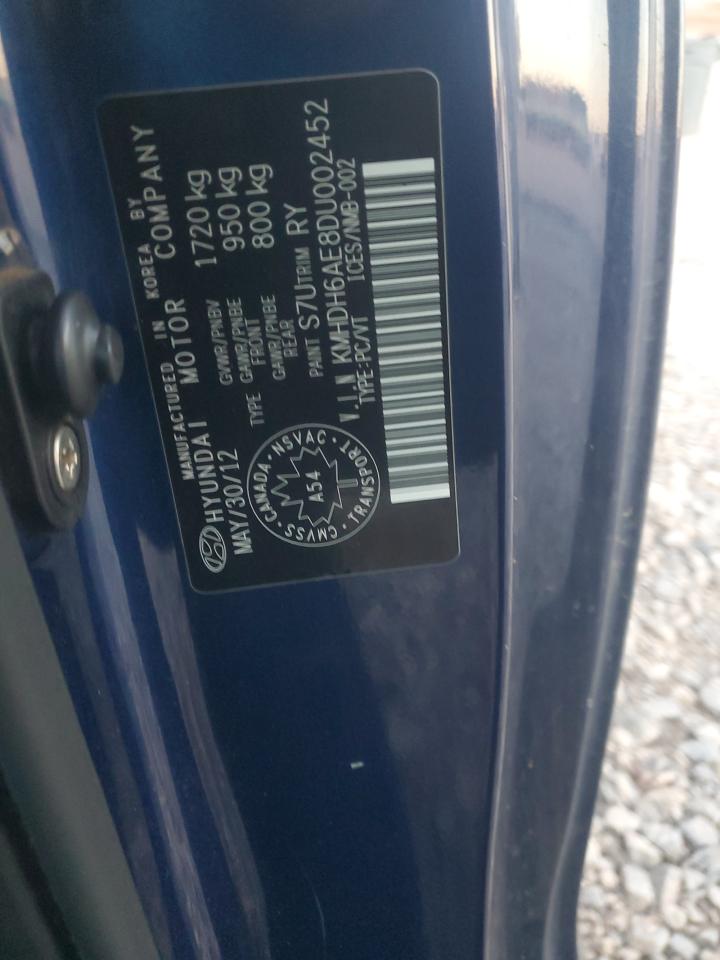 MANUFACTURED IN KOREA BY
HYUNDAI MOTOR COMPANY
MAY/30/12
GVWR/PNBV 1720 kg
TYPE GAWR/PNBE FRONT 950 kg
GAWR/PNBE REAR 800 kg
PAINT S7U TRIM RY
V.I.N KMHDH6AE8DU002452
TYPE:PC/VT ICES/NMB-002
CANADA · NSVAC · TRANSPORT · CMVSS ·
A54